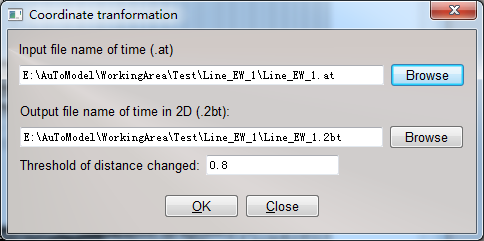 Coordinate tranformation
Input file name of time (.at)
E:\AuToModel\WorkingArea\Test\Line_EW_1\Line_EW_1.at
Browse
Output file name of time in 2D (.2bt):
E:\AuToModel\WorkingArea\Test\Line_EW_1\Line_EW_1.2bt
Browse
Threshold of distance changed: 0.8
OK Close